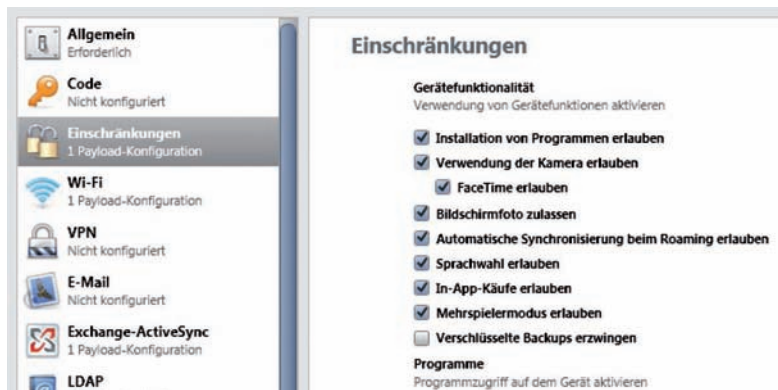 Allgemein
Erforderlich
Code
Nicht konfiguriert
Einschränkungen
1 Payload-Konfiguration
Wi-Fi
1 Payload-Konfiguration
VPN
Nicht konfiguriert
E-Mail
Nicht konfiguriert
Exchange-ActiveSync
1 Payload-Konfiguration
LDAP
Einschränkungen
Gerätefunktionalität
Verwendung von Gerätefunktionen aktivieren
Installation von Programmen erlauben
Verwendung der Kamera erlauben
FaceTime erlauben
Bildschirmfoto zulassen
Automatische Synchronisierung beim Roaming erlauben
Sprachwahl erlauben
In-App-Käufe erlauben
Mehrspielermodus erlauben
Verschlüsselte Backups erzwingen
Programme
Programmzugriff auf dem Gerät aktivieren